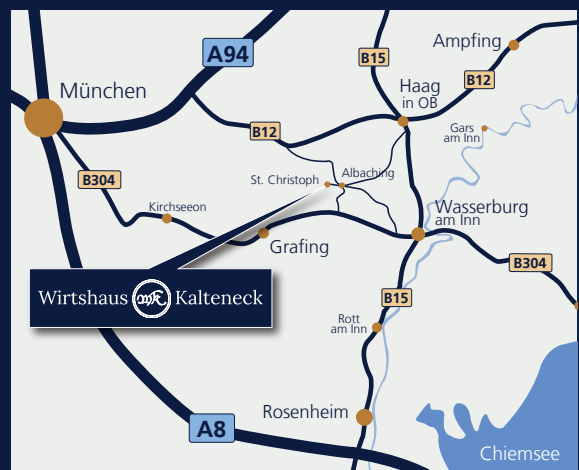 Ampfing
A94
B15
B12
Haag
in OB
München
Gars
am Inn
B12
Albaching
St. Christoph
B304
Kirchseeon
Wasserburg
am Inn
Grafing
B304
Wirtshaus WK Kalteneck
B15
Rott
am Inn
Rosenheim
A8
Chiemsee